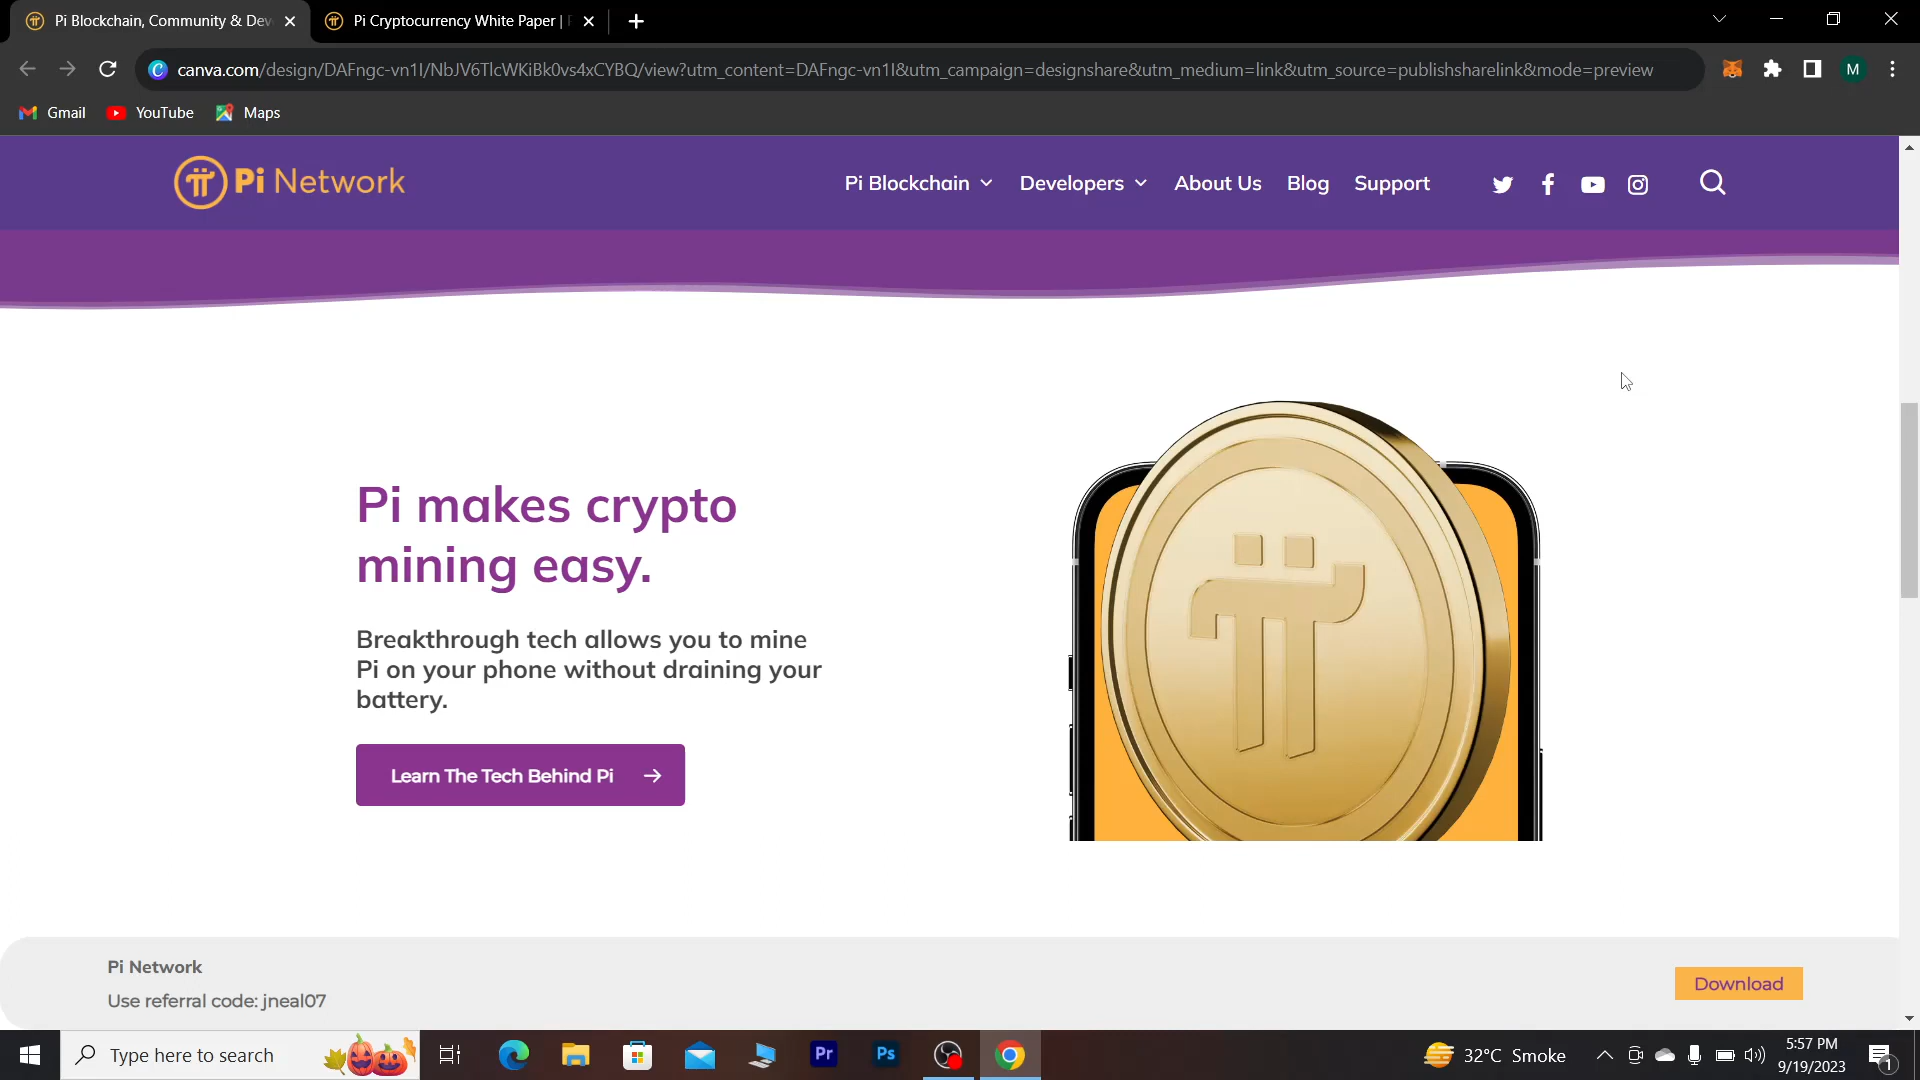 Pi Blockchain, Community & Dev
Pi Cryptocurrency White Paper |
canva.com/design/DAFngc-vn1I/NbJV6TlcWKiBk0vs4xCYBQ/view?utm_content=DAFngc-vn1I&utm_campaign=designshare&utm_medium=link&utm_source=publishsharelink&mode=preview
M
Gmail
YouTube
Maps
Pi Network
Pi Blockchain
Developers
About Us
Blog
Support
Pi makes crypto
mining easy.
Breakthrough tech allows you to mine
Pi on your phone without draining your
battery.
Learn The Tech Behind Pi
Pi Network
Use referral code: jneal07
Download
Type here to search
Pr
Ps
32°C Smoke
5:57 PM
9/19/2023
1